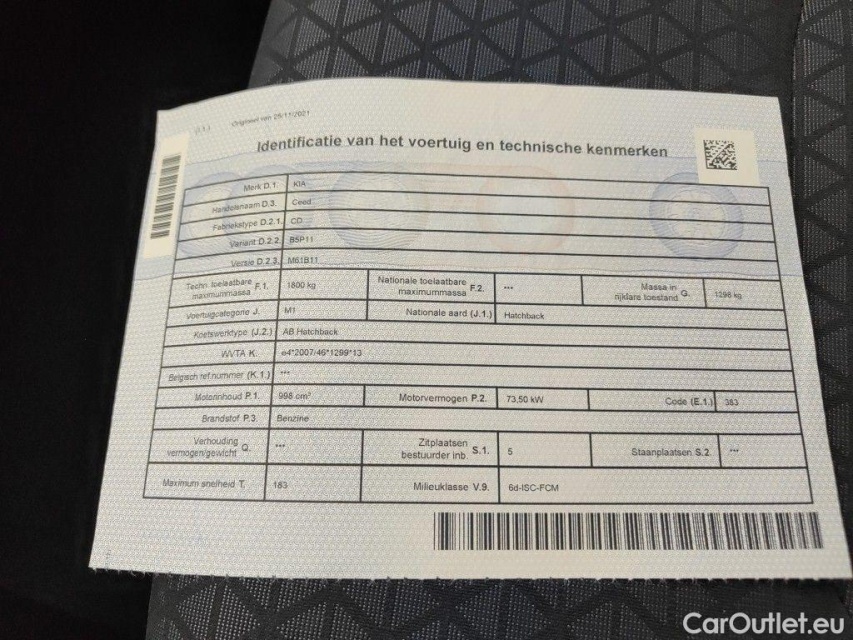 (I.1.) Origineel van 25/11/2021
Identificatie van het voertuig en technische kenmerken
Merk D.1. KIA
Handelsnaam D.3. Ceed
Fabriekstype D.2.1. CD
Variant D.2.2. B5P11
Versie D.2.3. M61B11
Techn. toelaatbare maximummassa F.1. 1800 kg Nationale toelaatbare maximummassa F.2. *** Massa in rijklare toestand G. 1296 kg
Voertuigcategorie J. M1 Nationale aard (J.1.) Hatchback
Koetswerktype (J.2.) AB Hatchback
WVTA K. e4*2007/46*1299*13
Belgisch ref.nummer (K.1.) ***
Motorinhoud P.1. 998 cm³ Motorvermogen P.2. 73,50 kW Code (E.1.) 383
Brandstof P.3. Benzine
Verhouding vermogen/gewicht Q. *** Zitplaatsen bestuurder inb. S.1. 5 Staanplaatsen S.2. ***
Maximum snelheid T. 183 Milieuklasse V.9. 6d-ISC-FCM
CarOutlet.eu